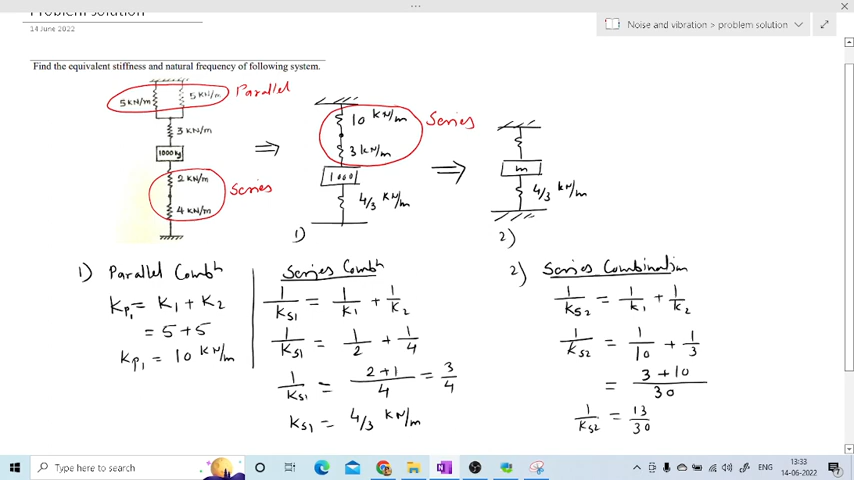 Problem Solution
14 June 2022
Noise and vibration > problem solution
Find the equivalent stiffness and natural frequency of following system.
5 KN/m
5 KN/m
Parallel
3 KN/m
1000kg
2 KN/m
4 KN/m
Series
⇒
10 KN/m
3 KN/m
Series
1000
4/3 KN/m
1)
⇒
m
4/3 KN/m
2)
1) Parallel Combn
Kp1 = K1 + K2
= 5 + 5
Kp1 = 10 KN/m
Series Combn
1/Ks1 = 1/K1 + 1/K2
1/Ks1 = 1/2 + 1/4
1/Ks1 = 2+1/4 = 3/4
Ks1 = 4/3 KN/m
2) Series Combination
1/Ks2 = 1/K1 + 1/K2
1/Ks2 = 1/10 + 1/3
= 3+10/30
1/Ks2 = 13/30
Type here to search
ENG
13:33
14-06-2022